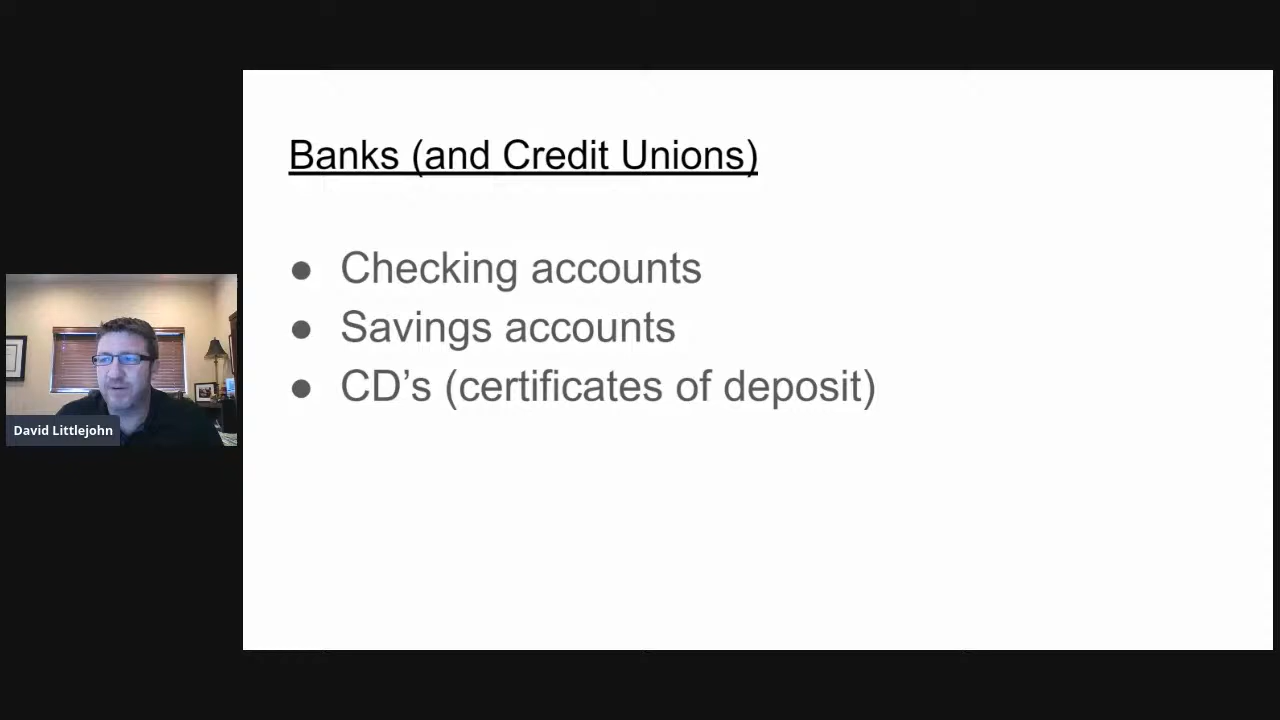 Banks (and Credit Unions)
● Checking accounts
● Savings accounts
● CD’s (certificates of deposit)
David Littlejohn